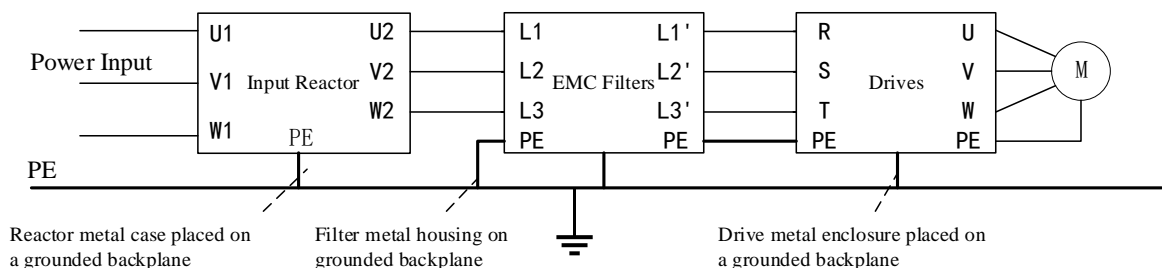 Power Input
PE
U1
V1
W1
Input Reactor
PE
U2
V2
W2
L1
L2
L3
PE
EMC Filters
L1'
L2'
L3'
PE
R
S
T
PE
Drives
U
V
W
PE
M
Reactor metal case placed on
a grounded backplane
Filter metal housing on
grounded backplane
Drive metal enclosure placed on
a grounded backplane